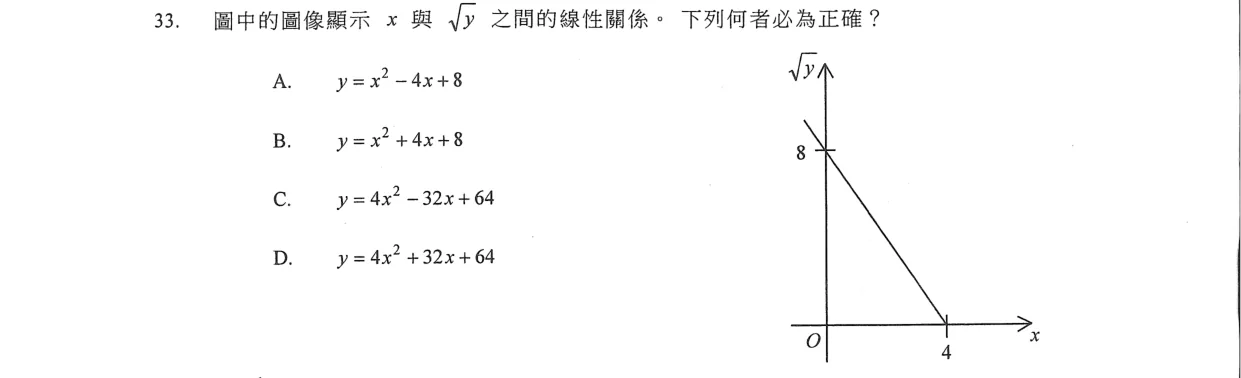 33. 圖中的圖像顯示 x 與 √y 之間的線性關係。 下列何者必為正確？
A. y = x² − 4x + 8
B. y = x² + 4x + 8
C. y = 4x² − 32x + 64
D. y = 4x² + 32x + 64
√y
8
O
4
x